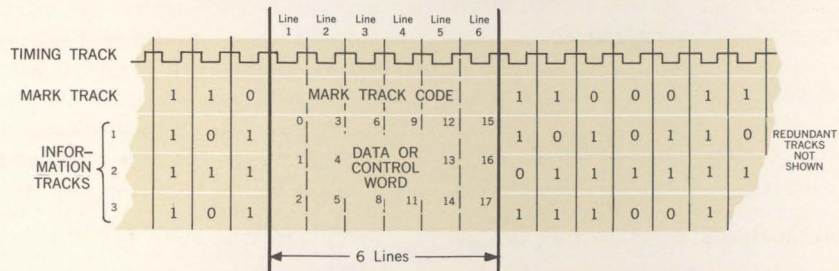 Line Line Line Line Line Line
1 2 3 4 5 6
TIMING TRACK
MARK TRACK 1 1 0 MARK TRACK CODE 1 1 0 0 0 1 1
0 3 6 9 12 15
1 1 0 1 1 0 1 0 1 1 0
INFOR-
MATION
TRACKS
DATA OR
CONTROL
WORD
REDUNDANT
TRACKS
NOT
SHOWN
2 1 1 1 1 4 13 16 0 1 1 1 1 1 1
2 5 8 11 14 17
3 1 0 1 1 1 1 0 0 1
6 Lines